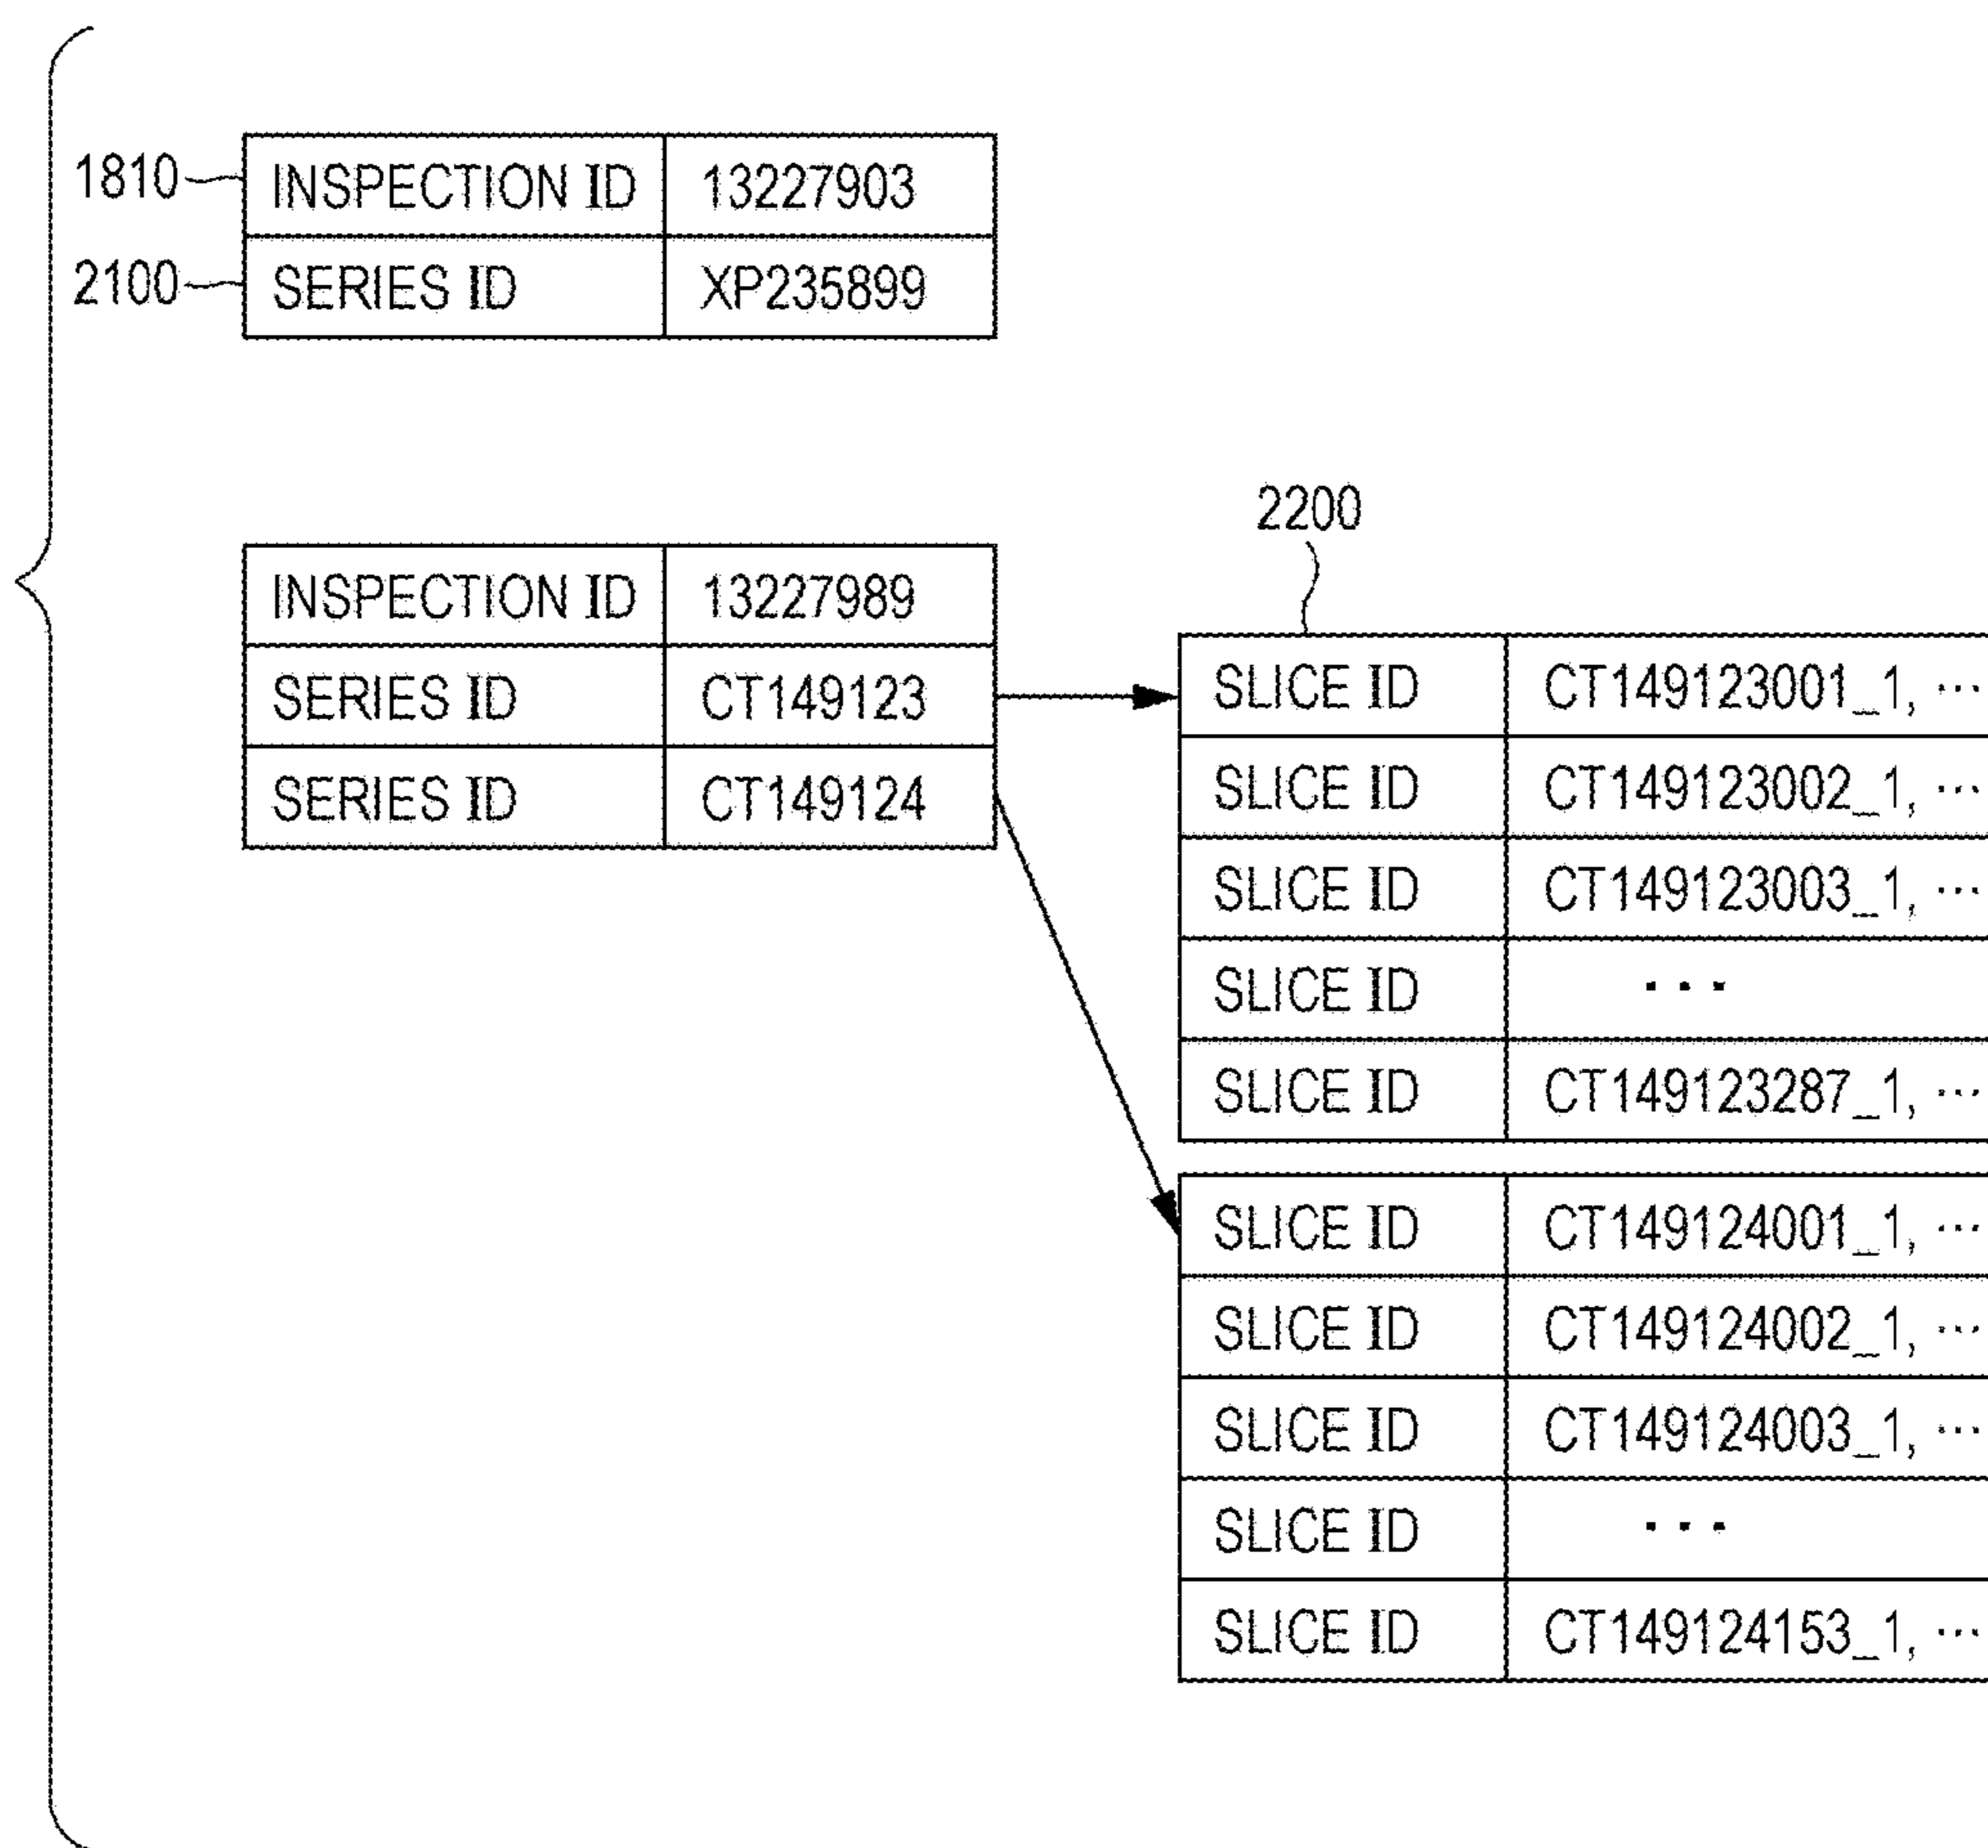 1810 INSPECTION ID 13227903
2100 SERIES ID XP235899
2200
INSPECTION ID 13227989
SERIES ID CT149123
SERIES ID CT149124
SLICE ID CT149123001_1, ···
SLICE ID CT149123002_1, ···
SLICE ID CT149123003_1, ···
SLICE ID ···
SLICE ID CT149123287_1, ···
SLICE ID CT149124001_1, ···
SLICE ID CT149124002_1, ···
SLICE ID CT149124003_1, ···
SLICE ID ···
SLICE ID CT149124153_1, ···